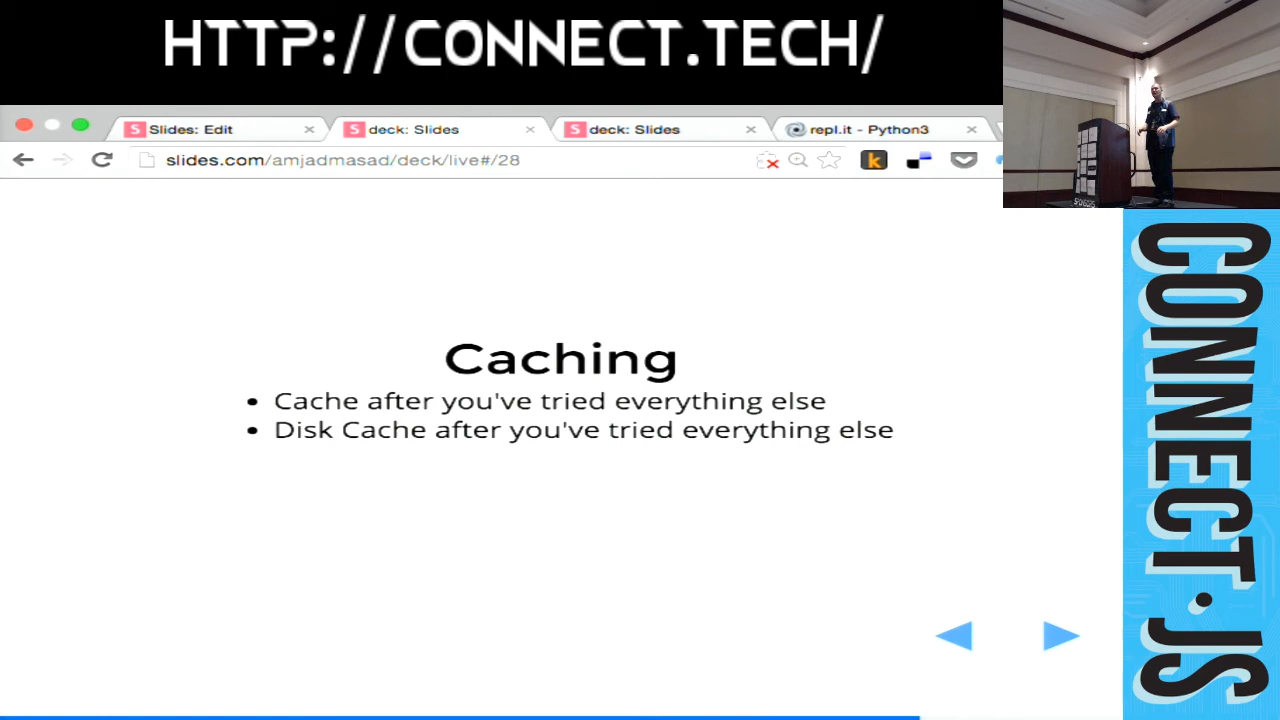 HTTP://CONNECT.TECH/
Slides: Edit
deck: Slides
deck: Slides
repl.it - Python3
slides.com/amjadmasad/deck/live#/28
k
Caching
• Cache after you've tried everything else
• Disk Cache after you've tried everything else
CONNECT.JS